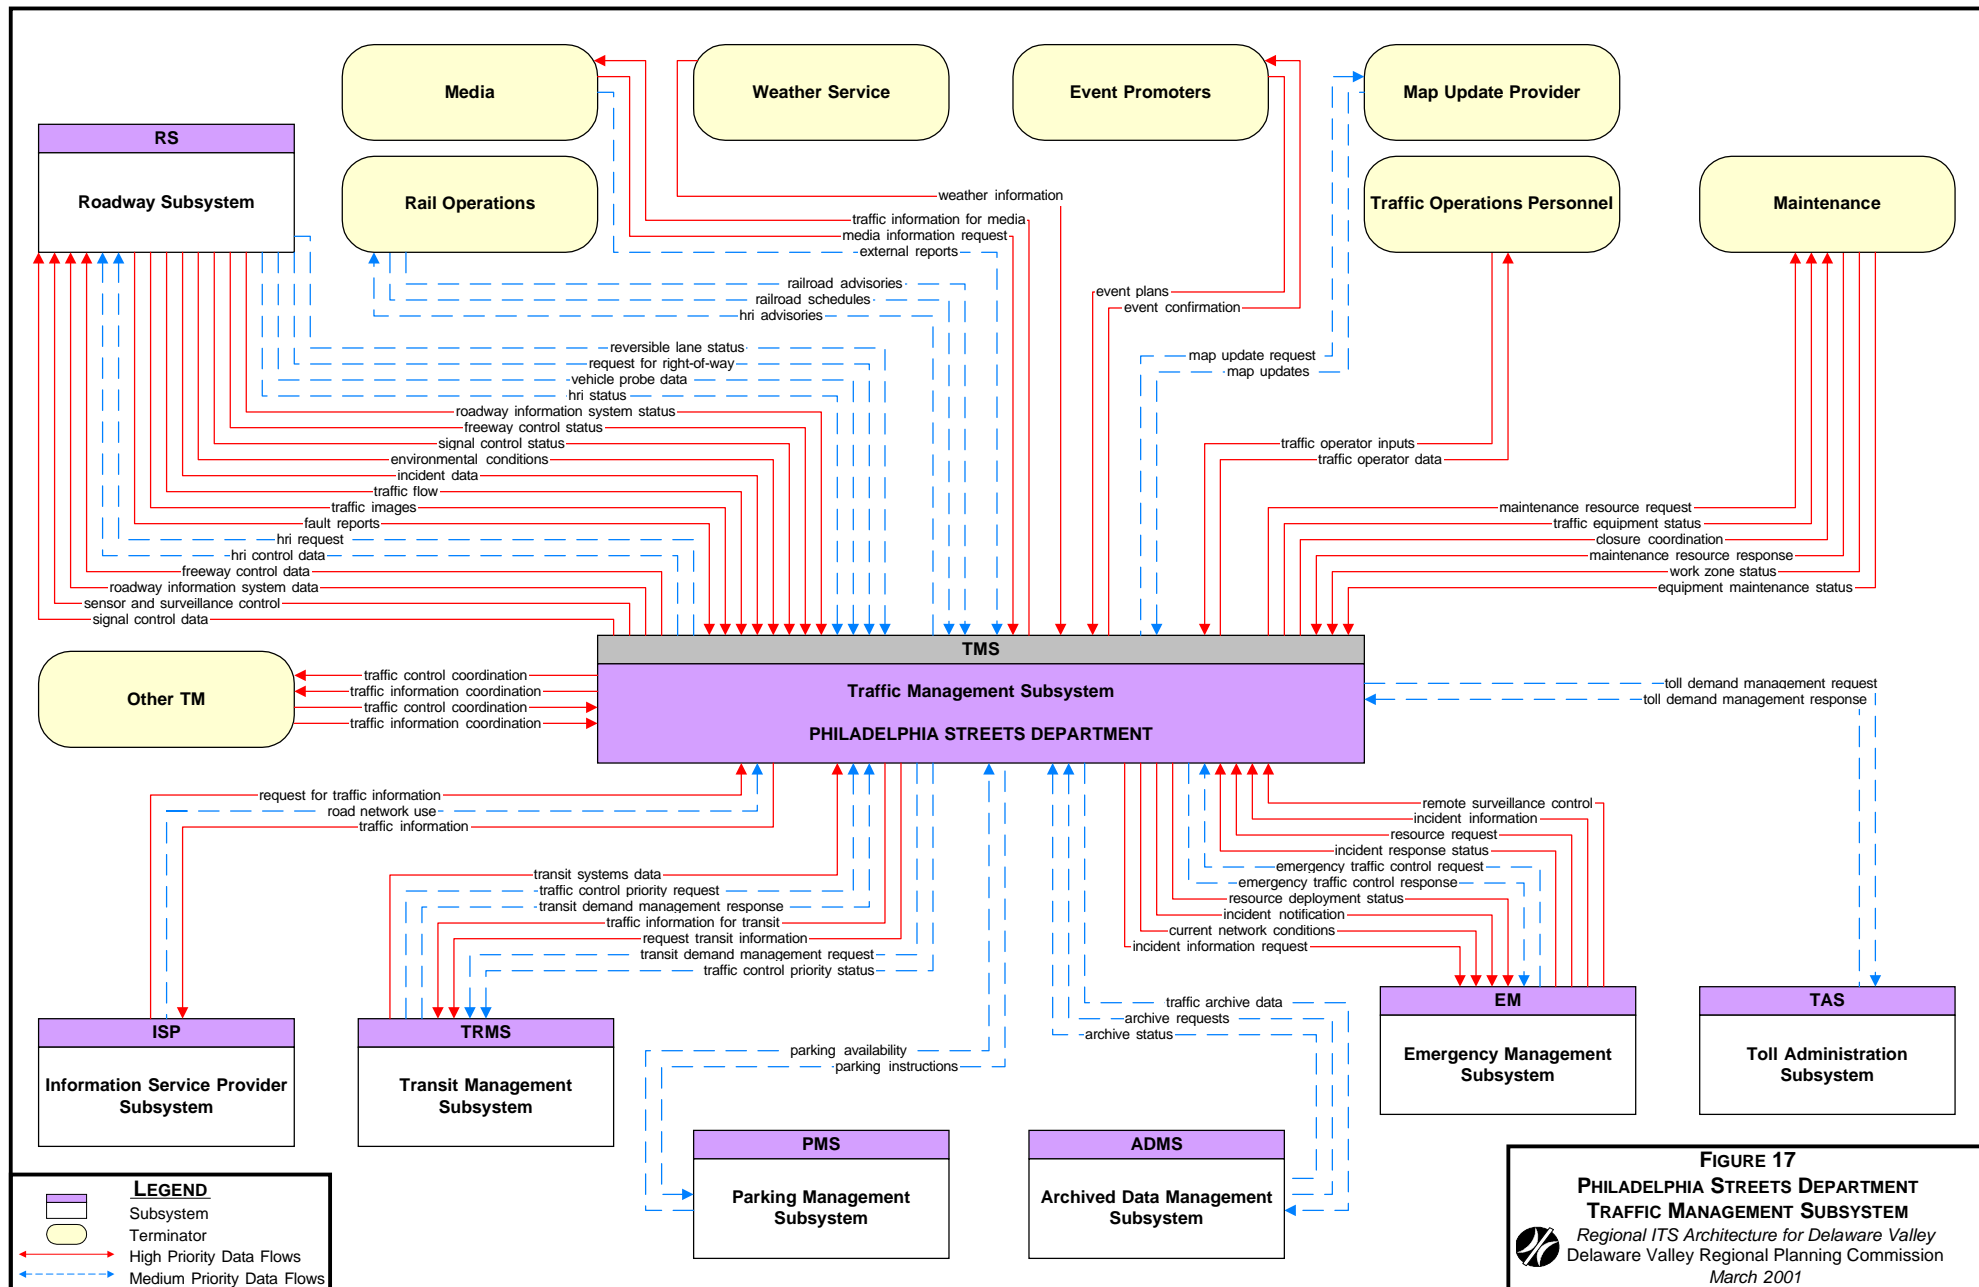 Media
Weather Service
Event Promoters
Map Update Provider
RS
Roadway Subsystem
Rail Operations
Traffic Operations Personnel
Maintenance
weather information
traffic information for media
media information request
external reports
railroad advisories
railroad schedules
hri advisories
event plans
event confirmation
reversible lane status
request for right-of-way
vehicle probe data
hri status
map update request
map updates
roadway information system status
freeway control status
signal control status
environmental conditions
incident data
traffic flow
traffic images
fault reports
hri request
hri control data
freeway control data
roadway information system data
sensor and surveillance control
signal control data
traffic operator inputs
traffic operator data
maintenance resource request
traffic equipment status
closure coordination
maintenance resource response
work zone status
equipment maintenance status
TMS
Traffic Management Subsystem
PHILADELPHIA STREETS DEPARTMENT
Other TM
traffic control coordination
traffic information coordination
traffic control coordination
traffic information coordination
toll demand management request
toll demand management response
request for traffic information
road network use
traffic information
transit systems data
traffic control priority request
transit demand management response
traffic information for transit
request transit information
transit demand management request
traffic control priority status
remote surveillance control
incident information
resource request
incident response status
emergency traffic control request
emergency traffic control response
resource deployment status
incident notification
current network conditions
incident information request
parking availability
parking instructions
traffic archive data
archive requests
archive status
ISP
Information Service Provider
Subsystem
TRMS
Transit Management
Subsystem
PMS
Parking Management
Subsystem
ADMS
Archived Data Management
Subsystem
EM
Emergency Management
Subsystem
TAS
Toll Administration
Subsystem
LEGEND
Subsystem
Terminator
High Priority Data Flows
Medium Priority Data Flows
FIGURE 17
PHILADELPHIA STREETS DEPARTMENT
TRAFFIC MANAGEMENT SUBSYSTEM
Regional ITS Architecture for Delaware Valley
Delaware Valley Regional Planning Commission
March 2001